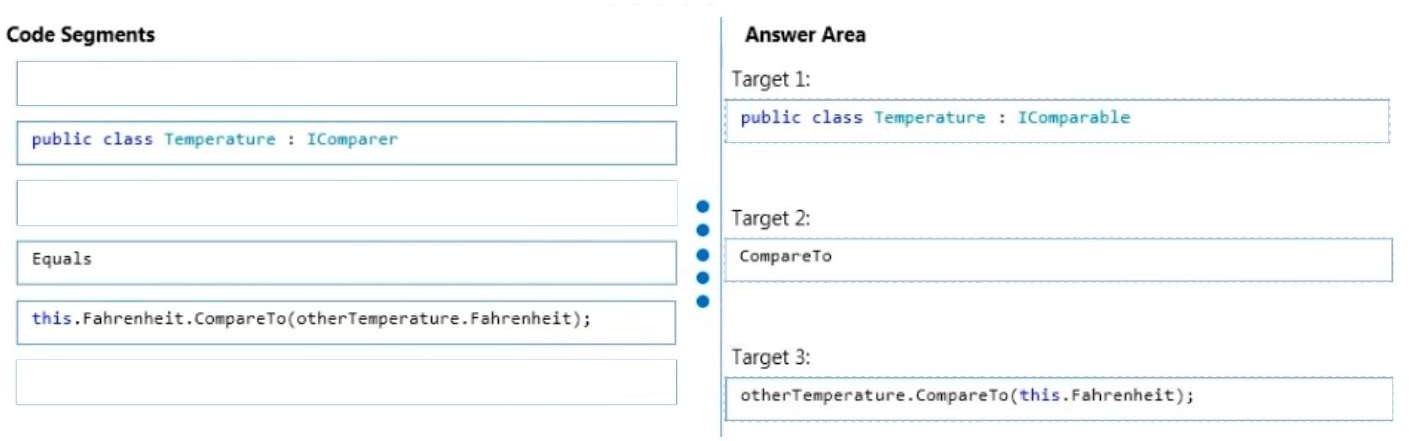 Code Segments
public class Temperature : IComparer
Equals
this.Fahrenheit.CompareTo(otherTemperature.Fahrenheit);
Answer Area
Target 1:
public class Temperature : IComparable
Target 2:
CompareTo
Target 3:
otherTemperature.CompareTo(this.Fahrenheit);